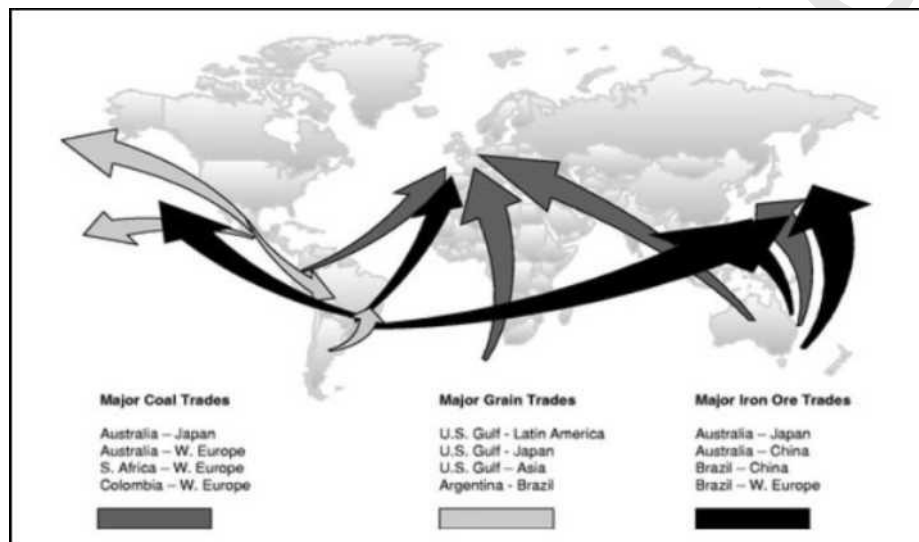 Major Coal Trades
Australia – Japan
Australia – W. Europe
S. Africa – W. Europe
Colombia – W. Europe
Major Grain Trades
U.S. Gulf - Latin America
U.S. Gulf - Japan
U.S. Gulf – Asia
Argentina - Brazil
Major Iron Ore Trades
Australia – Japan
Australia – China
Brazil – China
Brazil – W. Europe